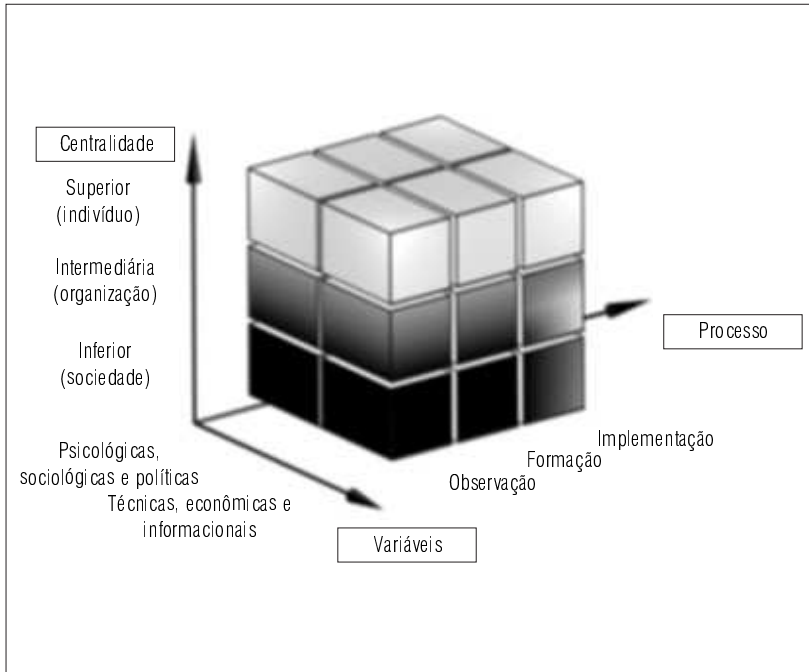 Centralidade
Superior
(indivíduo)
Intermediária
(organização)
Inferior
(sociedade)
Psicológicas,
sociológicas e políticas
Técnicas, econômicas e
informacionais
Variáveis
Observação
Formação
Implementação
Processo